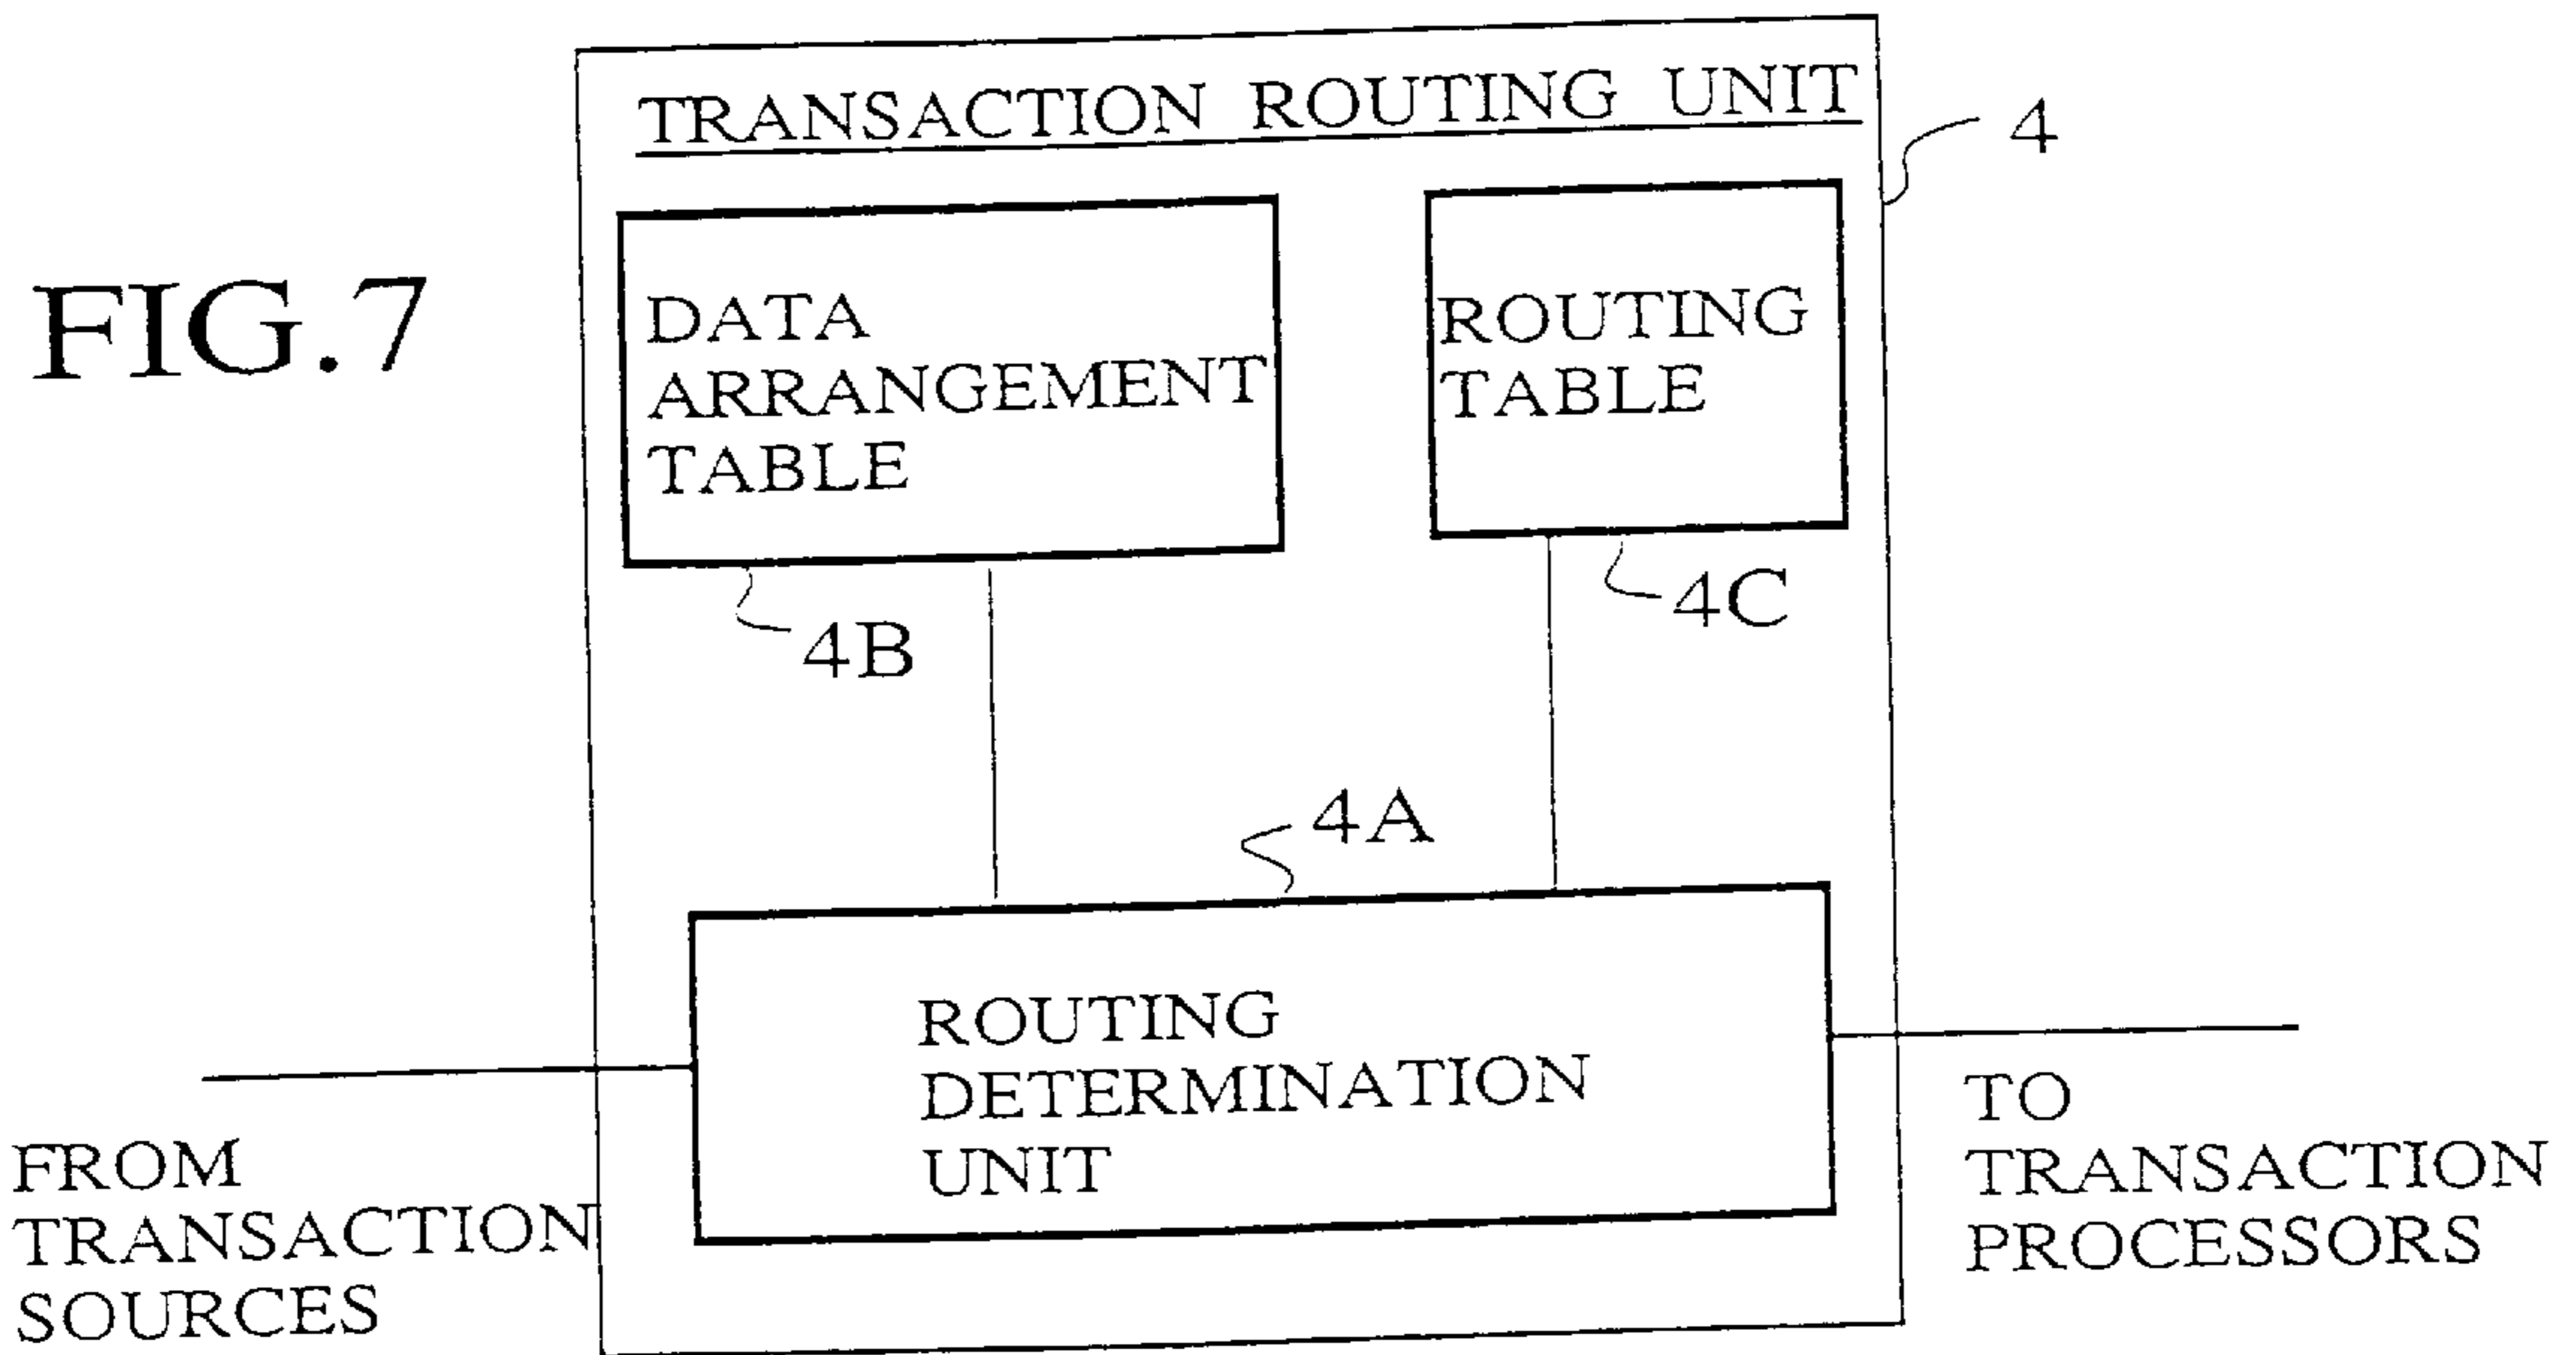 TRANSACTION ROUTING UNIT
4
FIG.7
DATA
ARRANGEMENT
TABLE
ROUTING
TABLE
4B
4C
4A
ROUTING
DETERMINATION
UNIT
FROM
TRANSACTION
SOURCES
TO
TRANSACTION
PROCESSORS